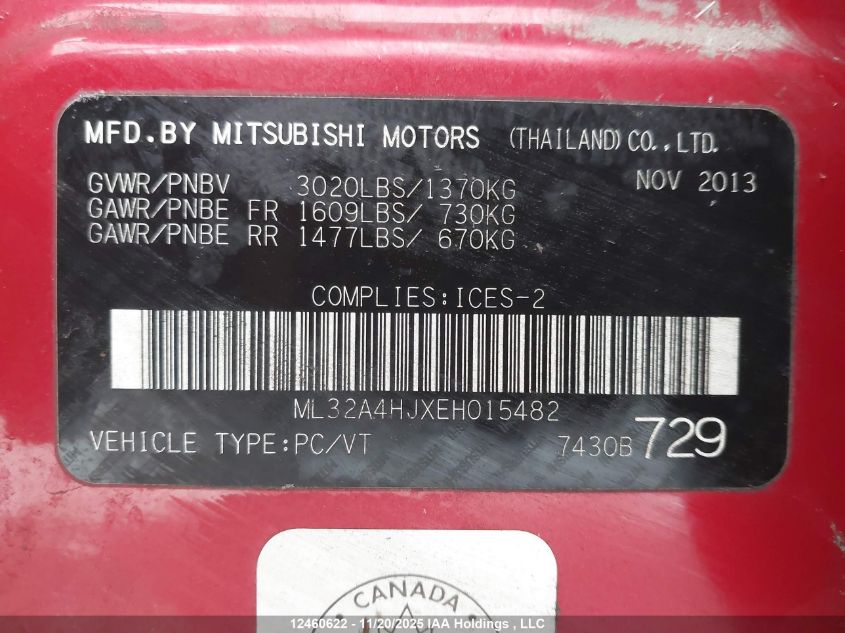 MFD.BY MITSUBISHI MOTORS (THAILAND) CO., LTD.
GVWR/PNBV 3020LBS/1370KG NOV 2013
GAWR/PNBE FR 1609LBS/ 730KG
GAWR/PNBE RR 1477LBS/ 670KG
COMPLIES:ICES-2
ML32A4HJXEH015482
VEHICLE TYPE:PC/VT 7430B 729
CANADA
12460622 - 11/20/2025 IAA Holdings, LLC